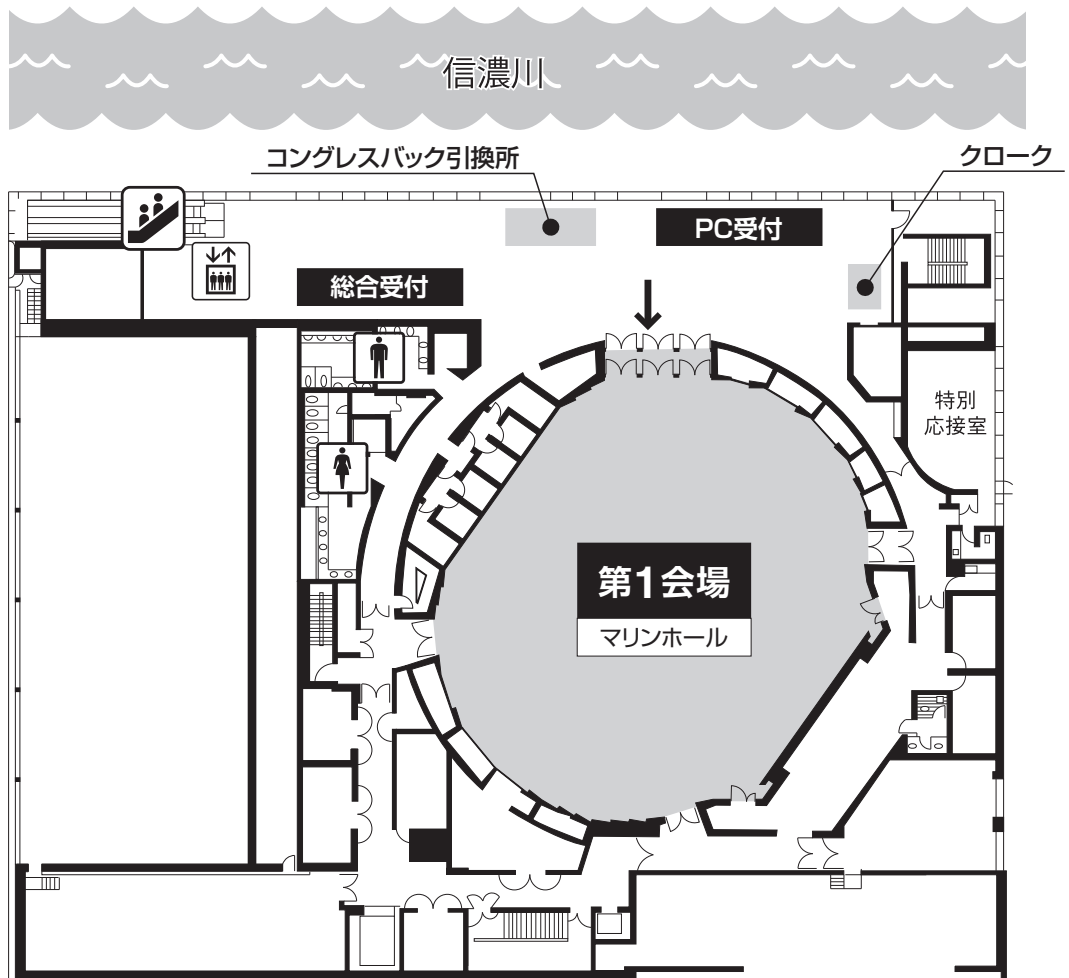 信濃川
コングレスバック引換所
クローク
PC受付
総合受付
特別
応接室
第1会場
マリンホール